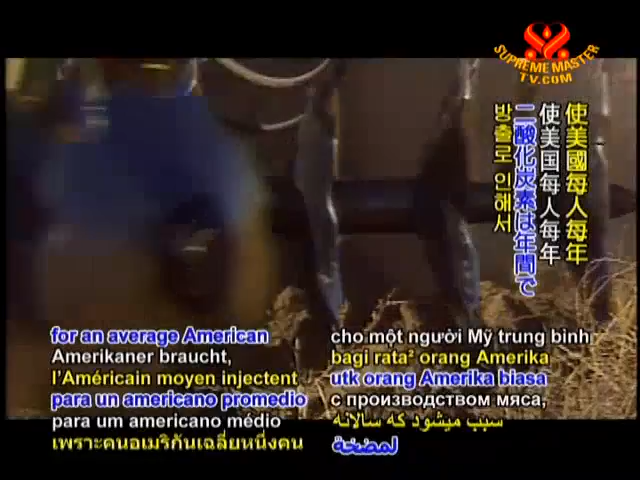 SUPREME MASTER
TV.COM
使美國每人每年
使美国每人每年
二酸化炭素は年間で
방출로 인해서
for an average American
Amerikaner braucht,
l'Américain moyen injectent
para un americano promedio
para um americano médio
เพราะคนอเมริกันเฉลี่ยหนึ่งคน
cho một người Mỹ trung bình
bagi rata² orang Amerika
utk orang Amerika biasa
с производством мяса,
سبب میشود که سالانه
لمضخة